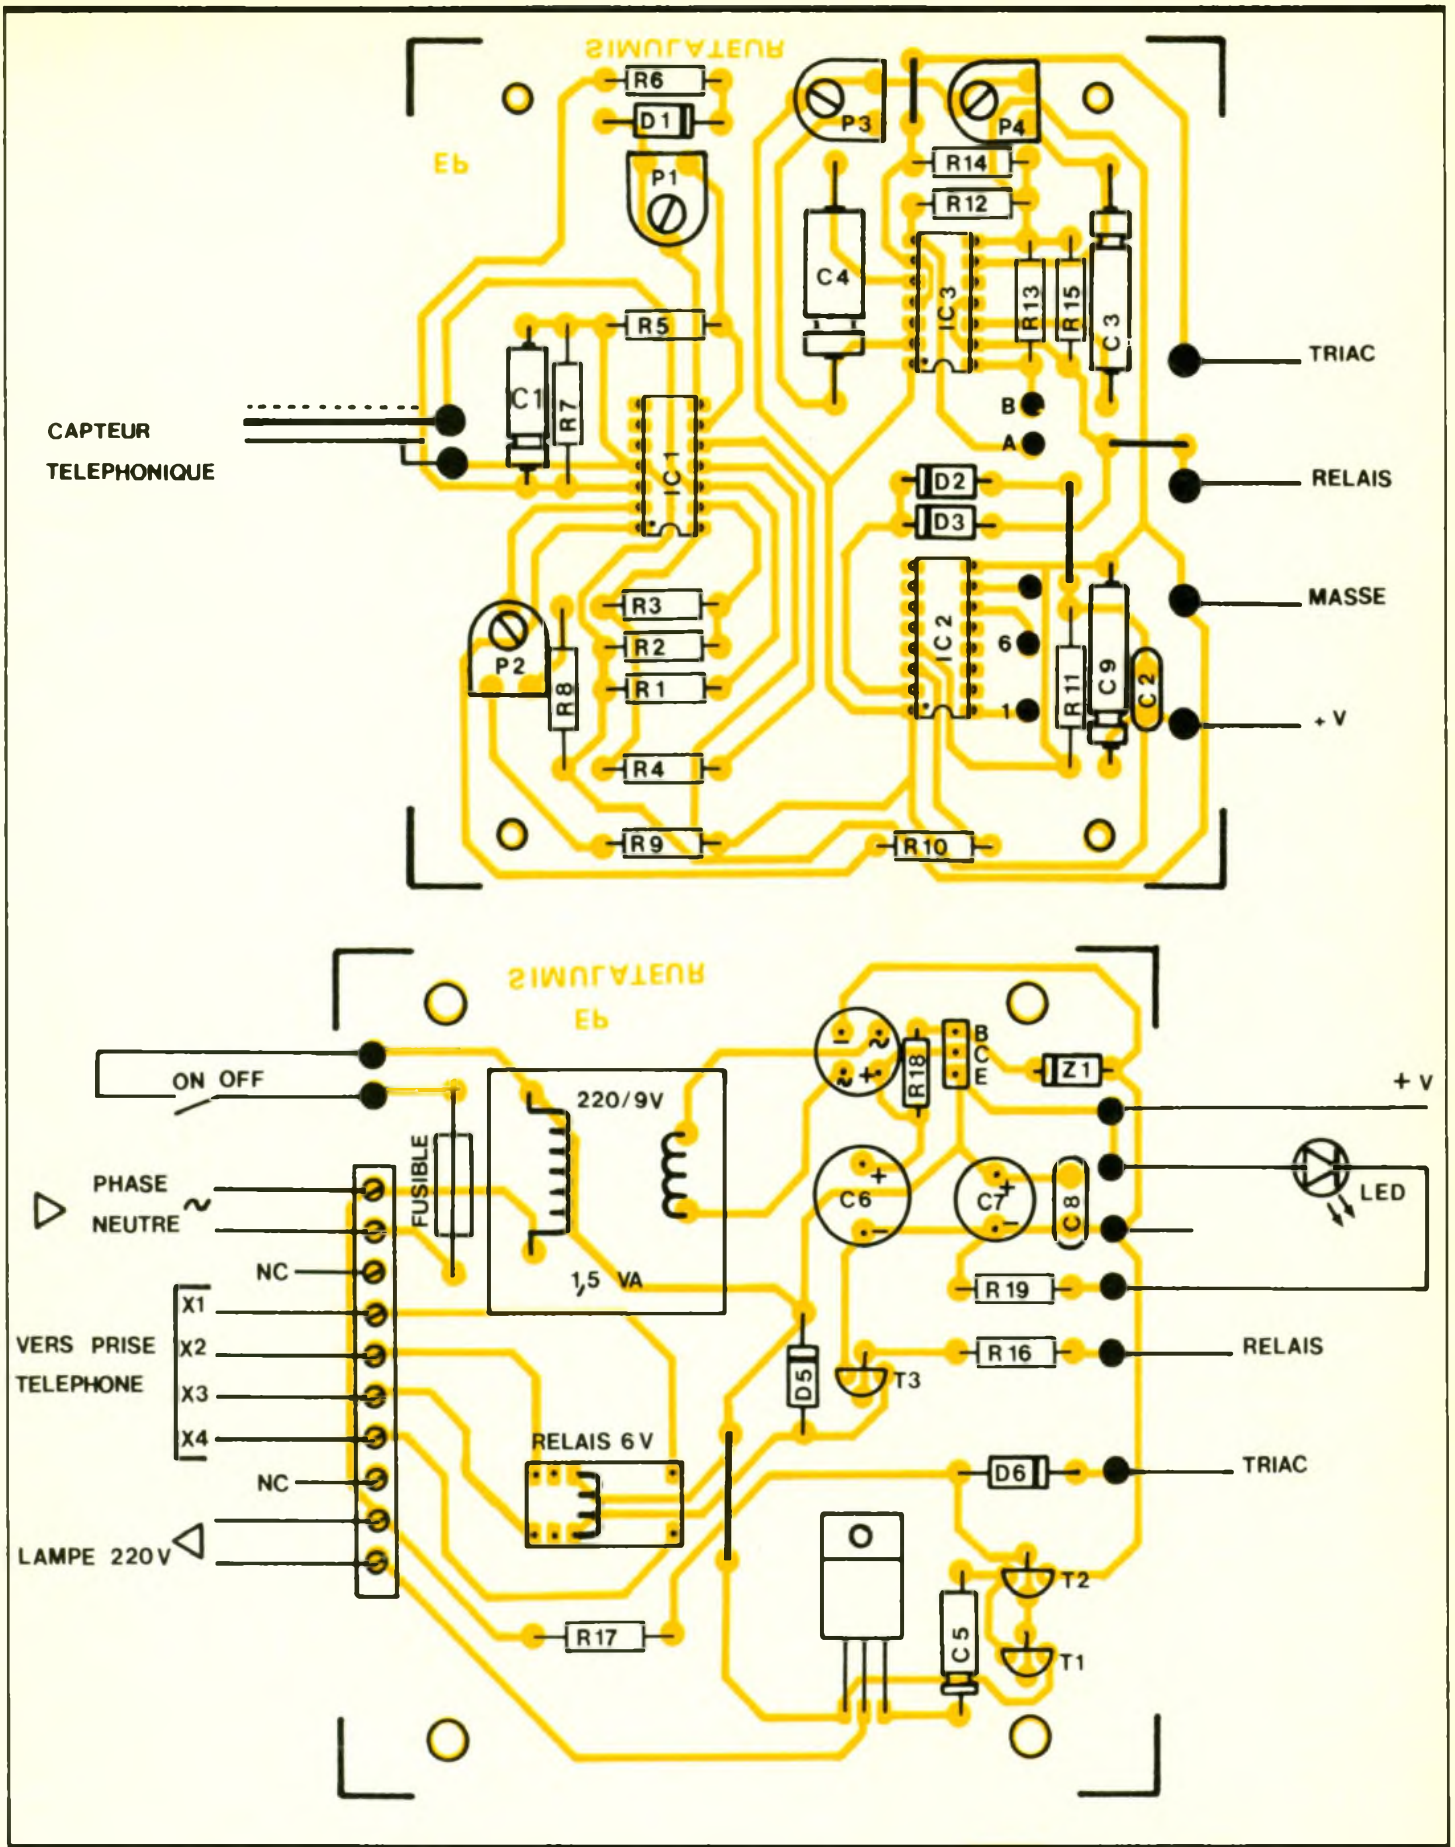 SIMULATEUR
EP
R6
D1
P1
P3
P4
R14
R12
C4
IC3
R13
R15
C3
TRIAC
R5
C1
R7
B
A
CAPTEUR
TELEPHONIQUE
IC1
D2
D3
RELAIS
R3
R2
R1
P2
R8
IC2
6
1
R11
C9
C2
MASSE
+ V
R4
R9
R10
SIMULATEUR
EP
ON OFF
220/9V
1,5 VA
FUSIBLE
- ~
~ +
R18
B
C
E
Z1
+ V
PHASE ~
NEUTRE
NC
X1
X2
X3
X4
VERS PRISE
TELEPHONE
NC
LAMPE 220V
C6
+
-
C7
+
-
C8
LED
R19
R16
RELAIS
D5
T3
RELAIS 6V
D6
TRIAC
R17
C5
T2
T1